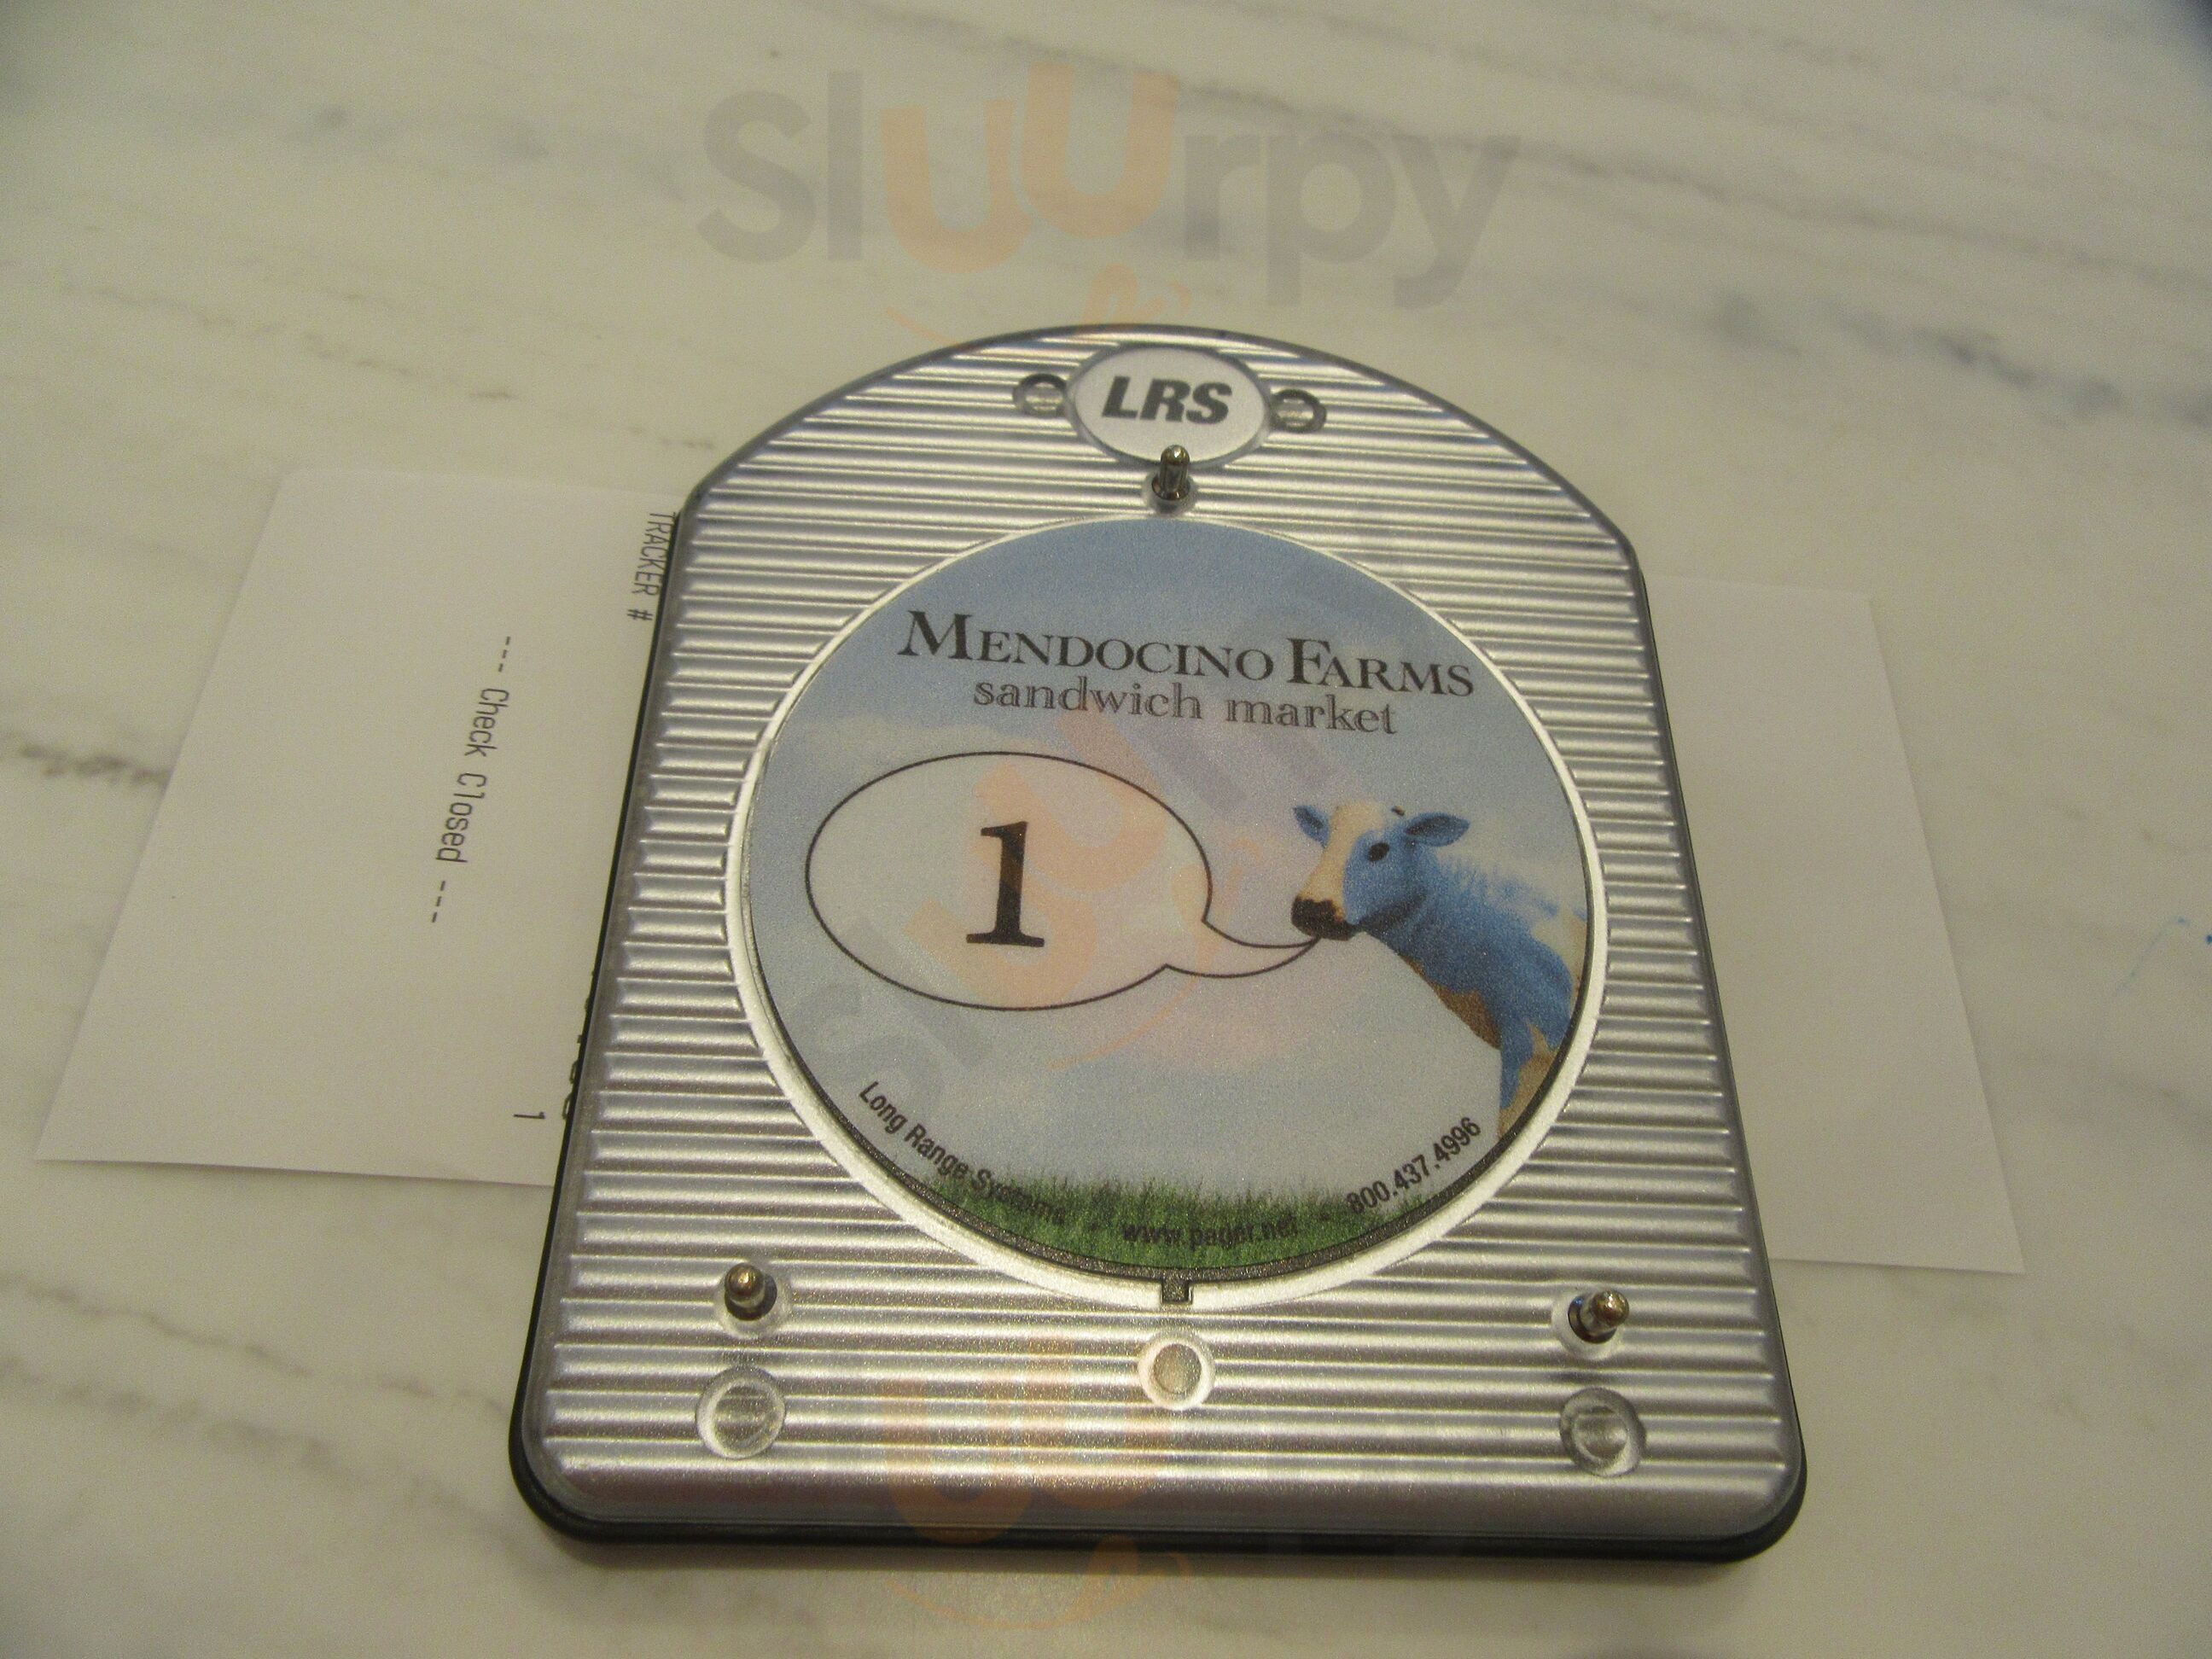 Sluurpy
LRS
TRACKER #
--- Check Closed ---
1
MENDOCINO FARMS
sandwich market
1
Long Range Systems - www.pager.net - 800.437.4996